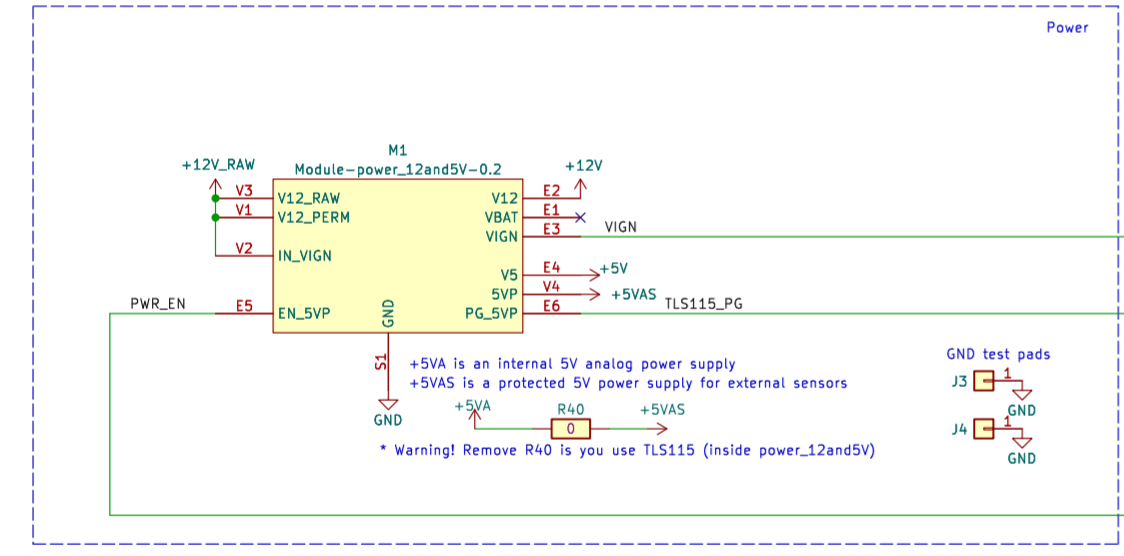 Power
M1
Module-power_12and5V-0.2
+12V_RAW
+12V
V3
V12_RAW
V12
E2
V1
V12_PERM
VBAT
E1
VIGN
E3
VIGN
V2
IN_VIGN
V5
E4
+5V
5VP
V4
+5VAS
PWR_EN
E5
EN_5VP
GND
PG_5VP
E6
TLS115_PG
S1
GND
+5VA is an internal 5V analog power supply
+5VAS is a protected 5V power supply for external sensors
+5VA
R40
0
+5VAS
* Warning! Remove R40 is you use TLS115 (inside power_12and5V)
GND test pads
J3
1
GND
J4
1
GND